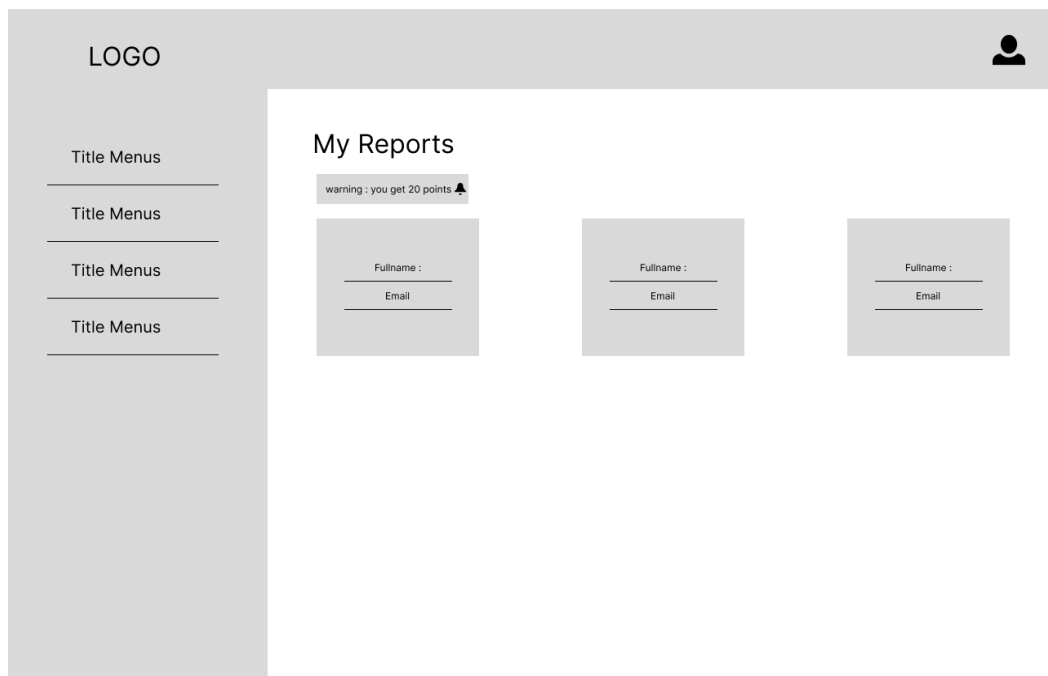 LOGO
Title Menus
Title Menus
Title Menus
Title Menus
My Reports
warning : you get 20 points
Fullname :
Email
Fullname :
Email
Fullname :
Email